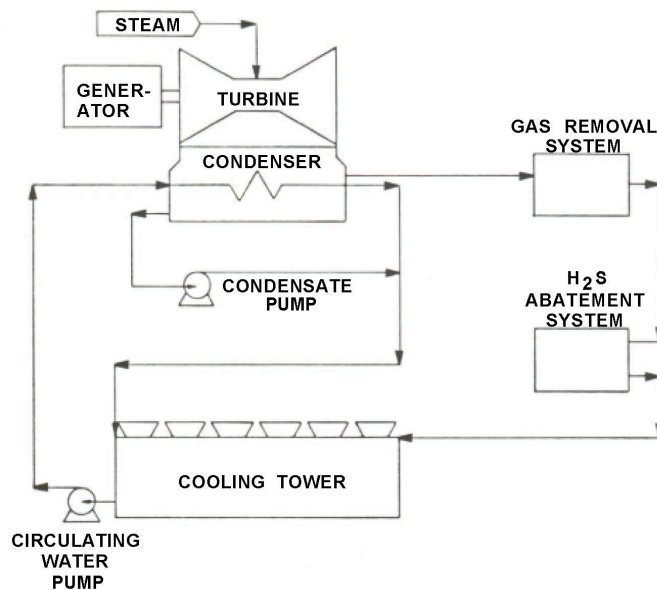 STEAM
GENER-
ATOR
TURBINE
CONDENSER
GAS REMOVAL
SYSTEM
CONDENSATE
PUMP
H2S
ABATEMENT
SYSTEM
COOLING TOWER
CIRCULATING
WATER
PUMP